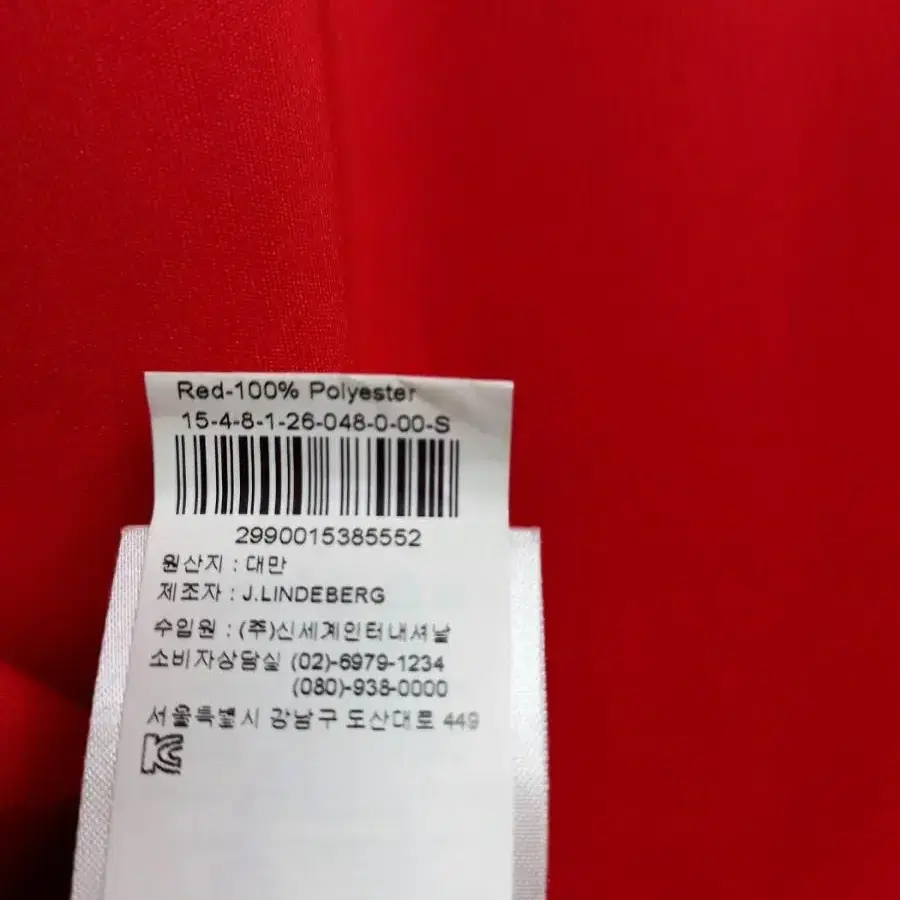 Red-100% Polyester
15-4-8-1-26-048-0-00-S
2990015385552
원산지 : 대만
제조자 : J.LINDEBERG
수입원 : (주)신세계인터내셔날
소비자상담실 (02)-6979-1234
(080)-938-0000
서울특별시 강남구 도산대로 449